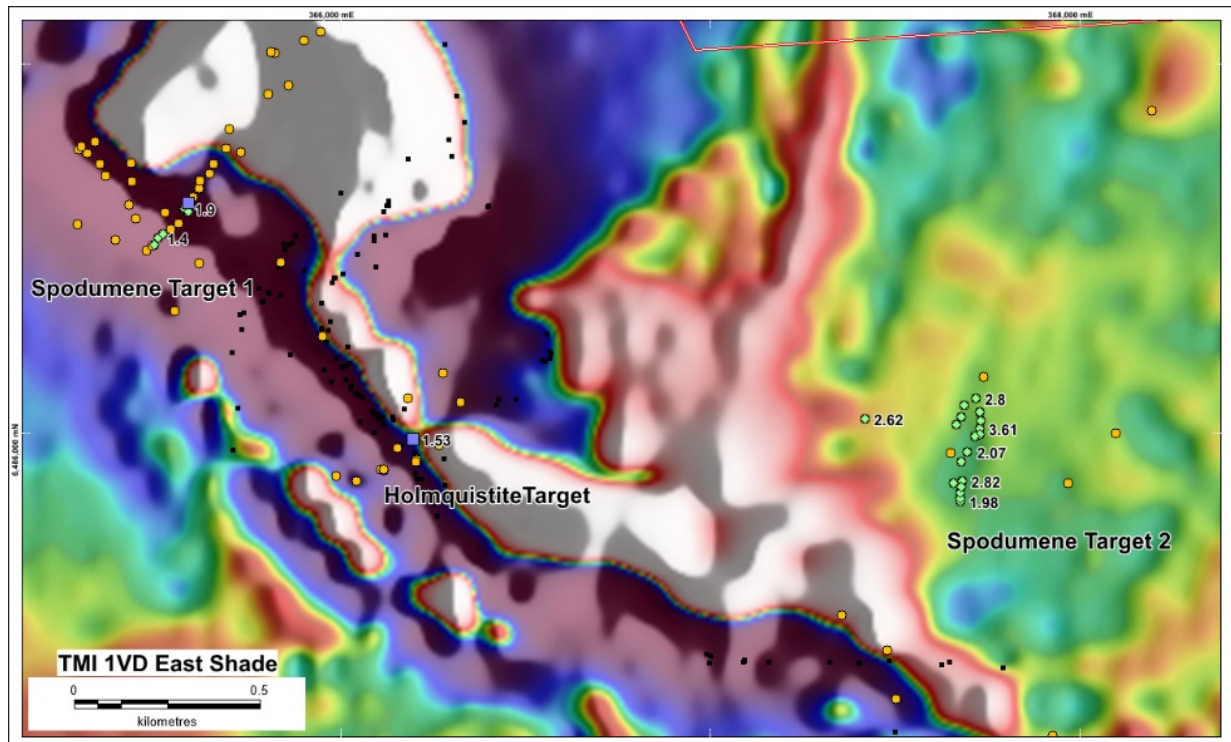 366,000 mE
368,000 mE
1.9
1.4
Spodumene Target 1
2.8
2.62
3.61
6,486,000 mN
1.53
2.07
2.82
HolmquistiteTarget
1.98
Spodumene Target 2
TMI 1VD East Shade
0 0.5
kilometres